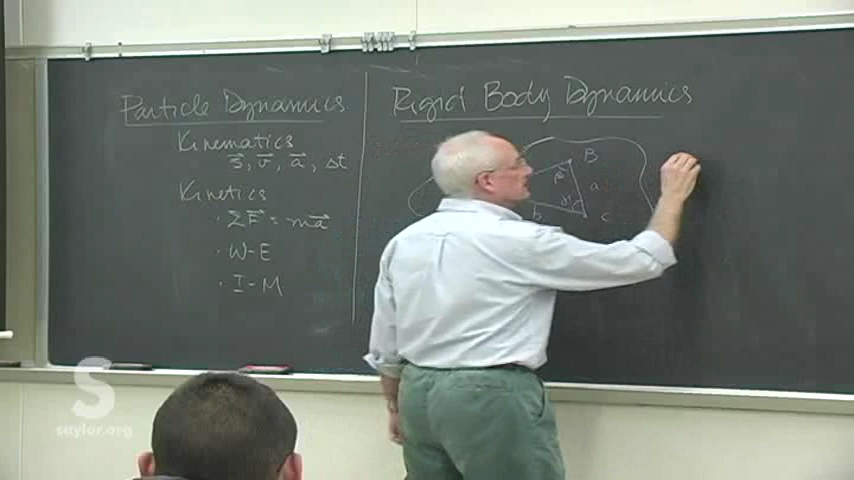 Particle Dynamics
Kinematics
s, v, a, Δt
Kinetics
· ΣF = ma
· W-E
· I-M
Rigid Body Dynamics
B
β
a
γ
b
c
S
saylor.org